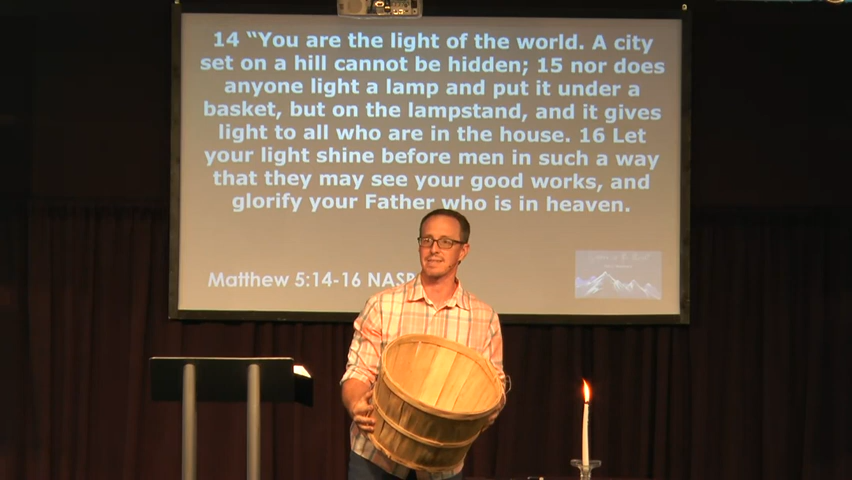 14 “You are the light of the world. A city
set on a hill cannot be hidden; 15 nor does
anyone light a lamp and put it under a
basket, but on the lampstand, and it gives
light to all who are in the house. 16 Let
your light shine before men in such a way
that they may see your good works, and
glorify your Father who is in heaven.
Matthew 5:14-16 NASB